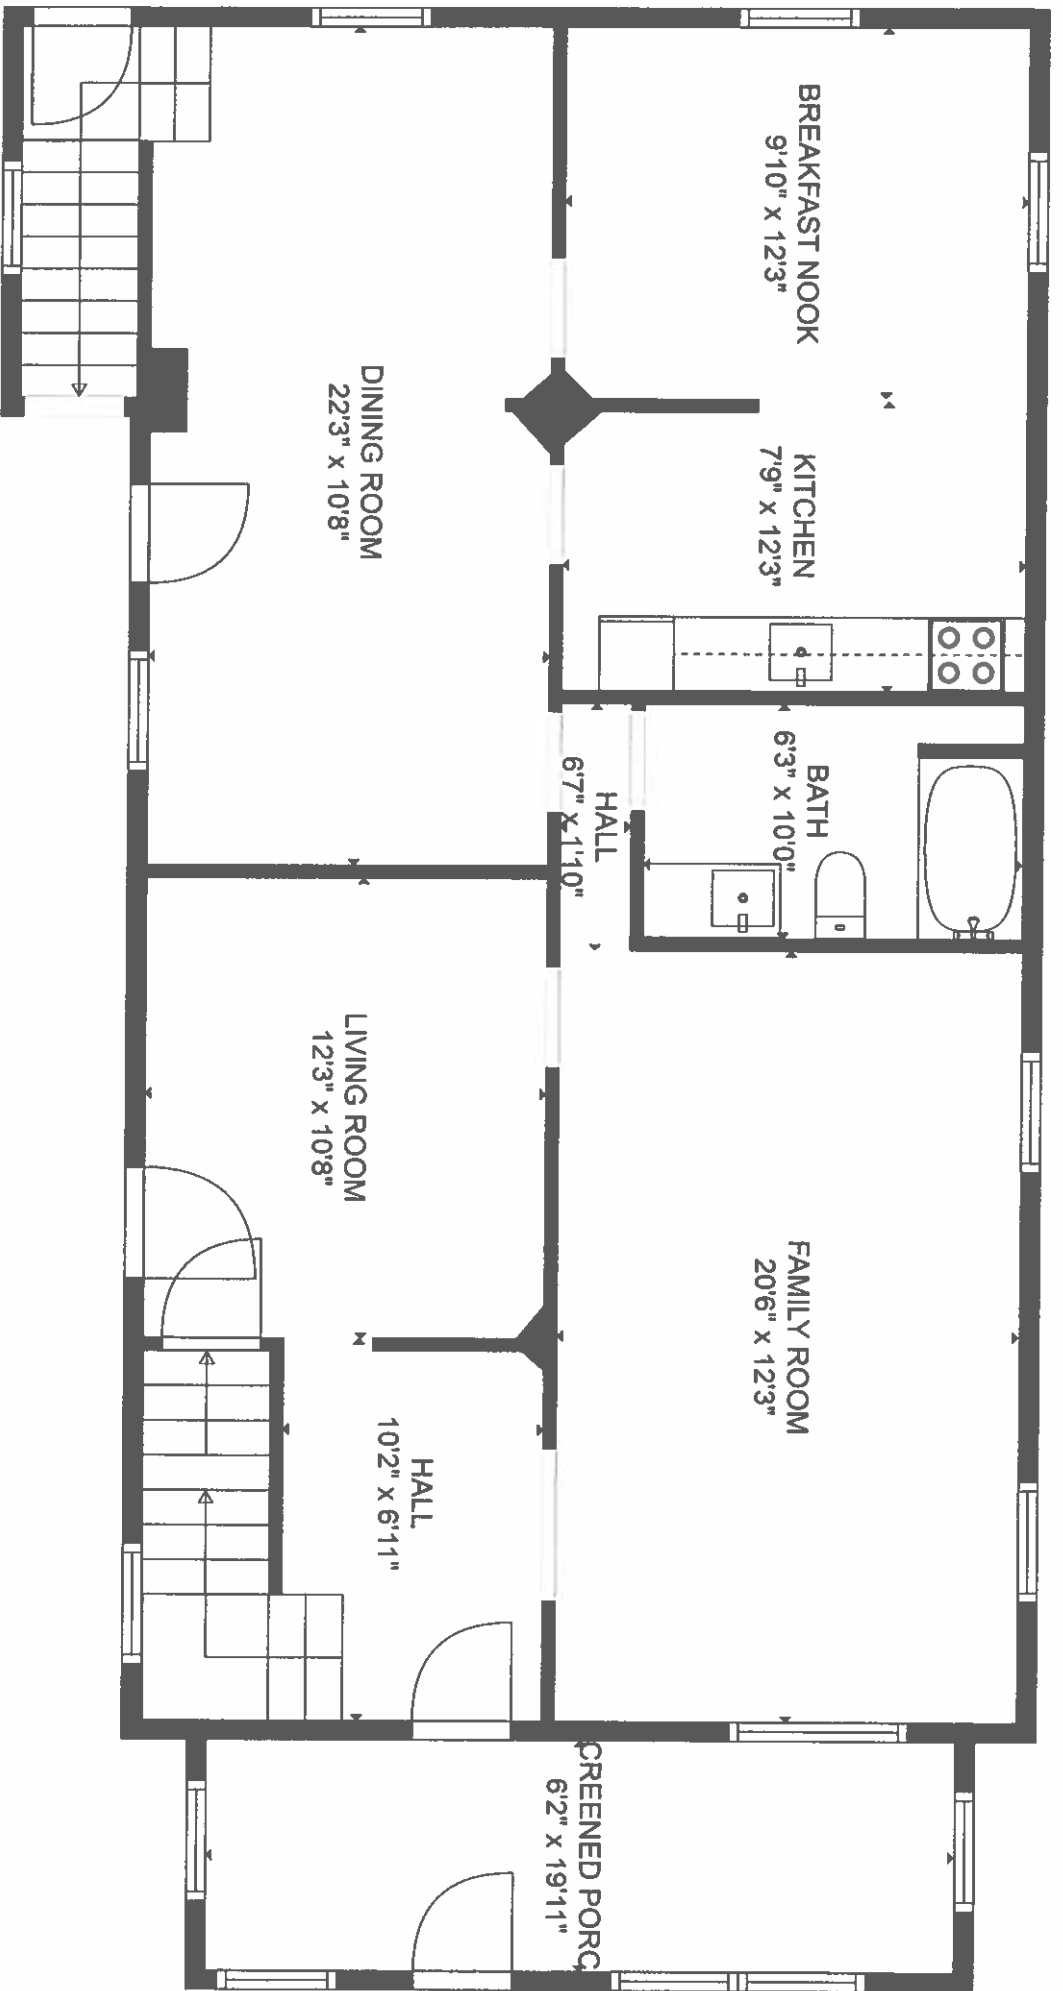 BREAKFAST NOOK
9'10" x 12'3"
KITCHEN
7'9" x 12'3"
DINING ROOM
22'3" x 10'8"
BATH
6'3" x 10'0"
HALL
6'7" x 1'10"
LIVING ROOM
12'3" x 10'8"
FAMILY ROOM
20'6" x 12'3"
HALL
10'2" x 6'11"
CREENED PORC
6'2" x 19'11"